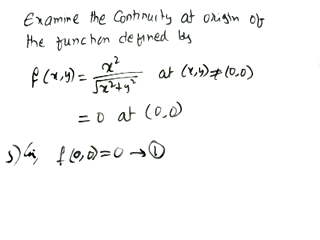 Examine the Continuity at origin of
the function defined by
f(x,y) = x² / √(x²+y²) at (x,y) ≠ (0,0)
= 0 at (0,0)
f(0,0) = 0 → ①